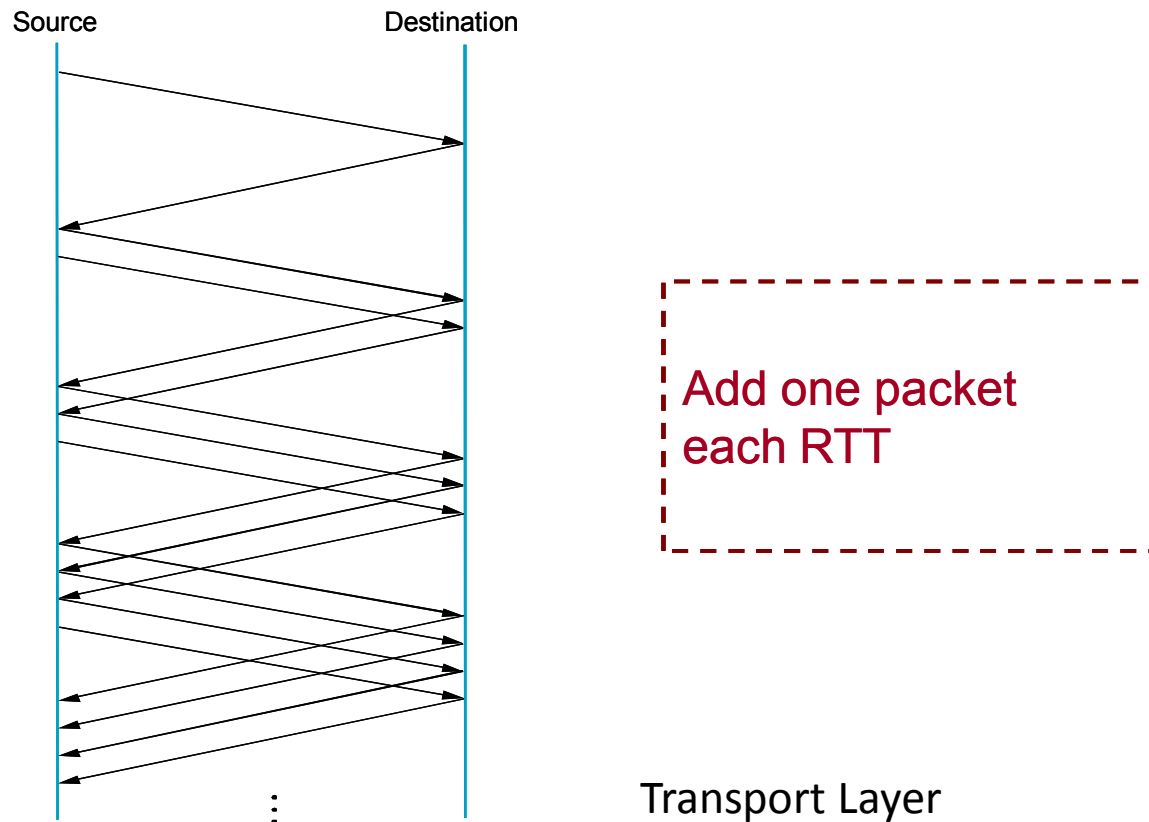 Source
Destination
Add one packet
each RTT
Transport Layer